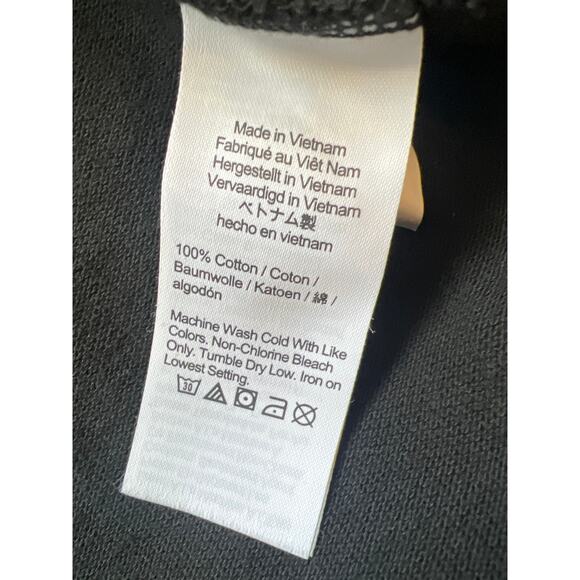 Made in Vietnam
Fabriqué au Viêt Nam
Hergestellt in Vietnam
Vervaardigd in Vietnam
ベトナム製
hecho en vietnam
100% Cotton / Coton /
Baumwolle / Katoen / 綿 /
algodón
Machine Wash Cold With Like
Colors. Non-Chlorine Bleach
Only. Tumble Dry Low. Iron on
Lowest Setting.
30